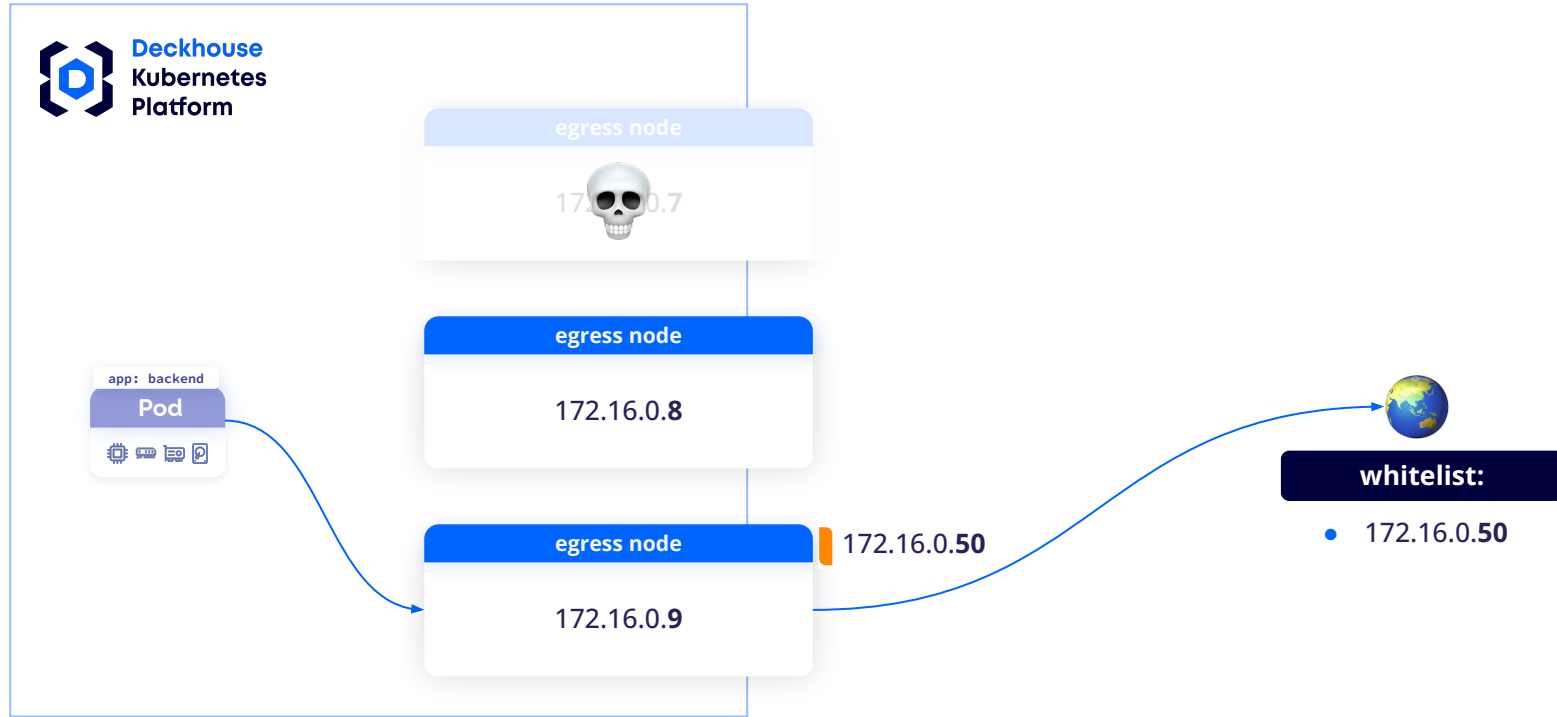 Deckhouse
Kubernetes
Platform
egress node
egress node
172.16.0.8
app: backend
Pod
egress node
172.16.0.9
172.16.0.50
whitelist:
172.16.0.50